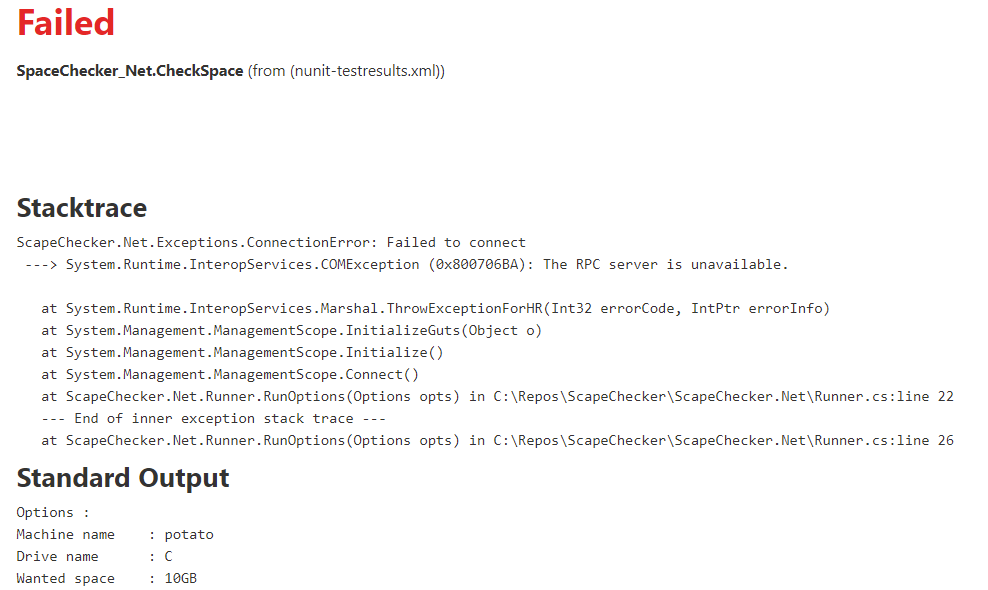 Failed
SpaceChecker_Net.CheckSpace (from (nunit-testresults.xml))
Stacktrace
ScapeChecker.Net.Exceptions.ConnectionError: Failed to connect
 ---> System.Runtime.InteropServices.COMException (0x800706BA): The RPC server is unavailable.
   at System.Runtime.InteropServices.Marshal.ThrowExceptionForHR(Int32 errorCode, IntPtr errorInfo)
   at System.Management.ManagementScope.InitializeGuts(Object o)
   at System.Management.ManagementScope.Initialize()
   at System.Management.ManagementScope.Connect()
   at ScapeChecker.Net.Runner.RunOptions(Options opts) in C:\Repos\ScapeChecker\ScapeChecker.Net\Runner.cs:line 22
   --- End of inner exception stack trace ---
   at ScapeChecker.Net.Runner.RunOptions(Options opts) in C:\Repos\ScapeChecker\ScapeChecker.Net\Runner.cs:line 26
Standard Output
Options :
Machine name    : potato
Drive name      : C
Wanted space    : 10GB